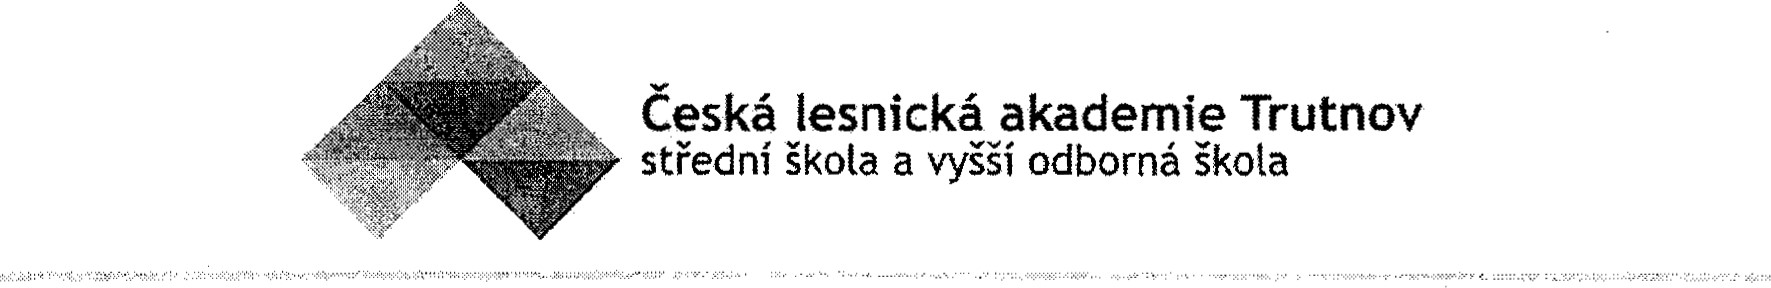 Česká lesnická akademie Trutnov
střední škola a vyšší odborná škola